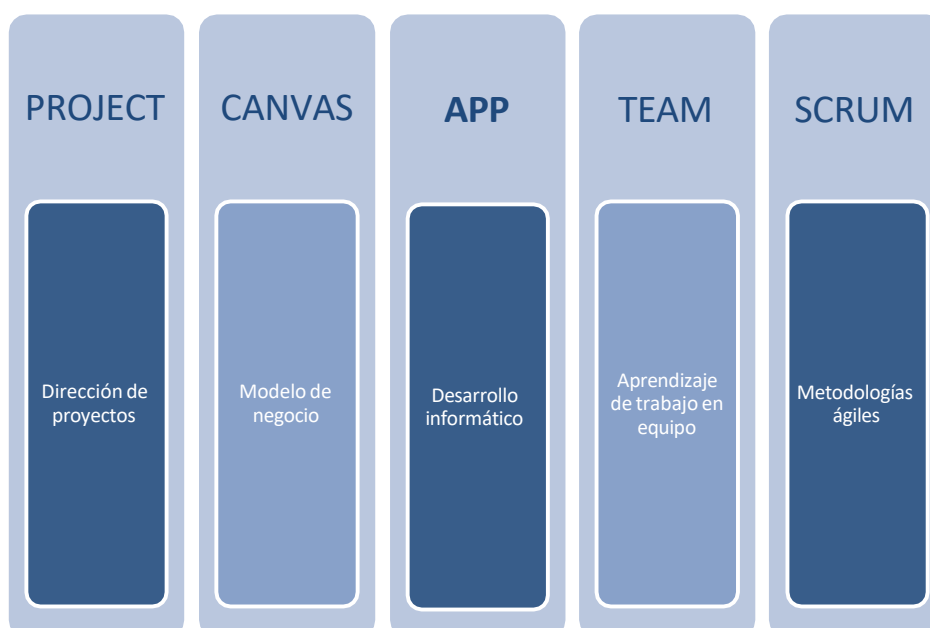 PROJECT
Dirección de
proyectos
CANVAS
Modelo de
negocio
APP
Desarrollo
informático
TEAM
Aprendizaje
de trabajo en
equipo
SCRUM
Metodologías
ágiles